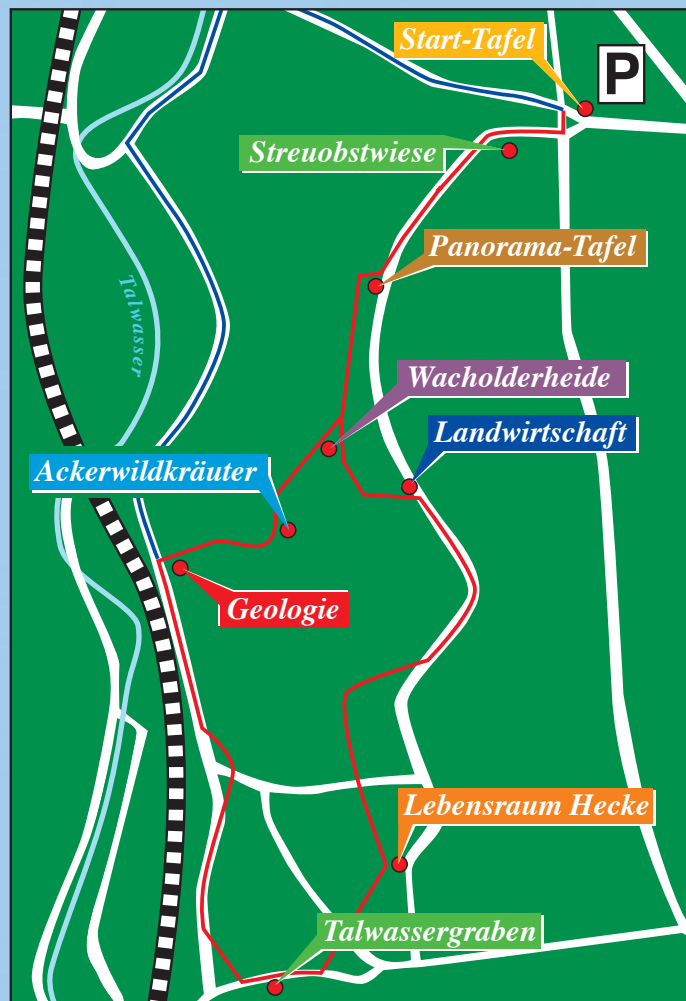 Start-Tafel
P
Streuobstwiese
Panorama-Tafel
Talwasser
Wacholderheide
Landwirtschaft
Ackerwildkräuter
Geologie
Lebensraum Hecke
Talwassergraben